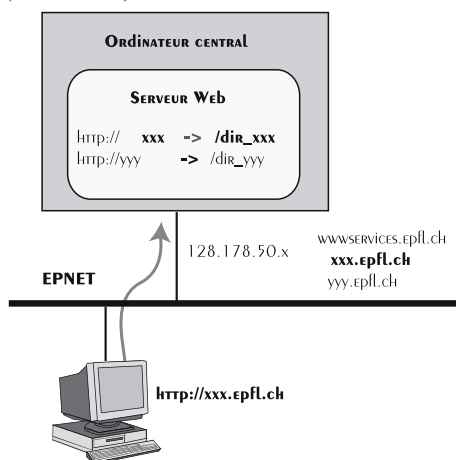 Ordinateur central
Serveur Web
http:// xxx -> /dir_xxx
http://yyy -> /dir_yyy
128.178.50.x
wwwservices.epfl.ch
xxx.epfl.ch
yyy.epfl.ch
EPNET
http://xxx.epfl.ch